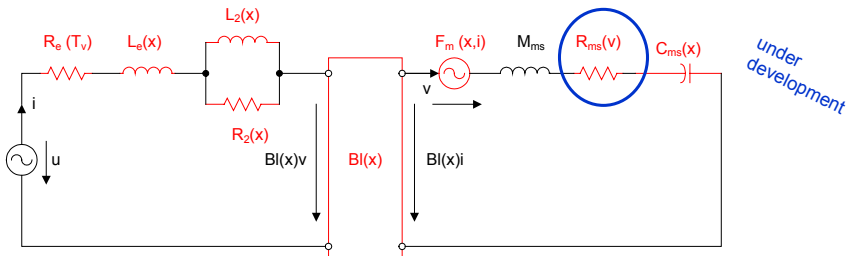 L₂(x)
Rₑ (Tᵥ)
Lₑ(x)
Fₘ (x,i)
Mₘₛ
Rₘₛ(v)
Cₘₛ(x)
under
development
i
v
R₂(x)
u
Bl(x)v
Bl(x)
Bl(x)i